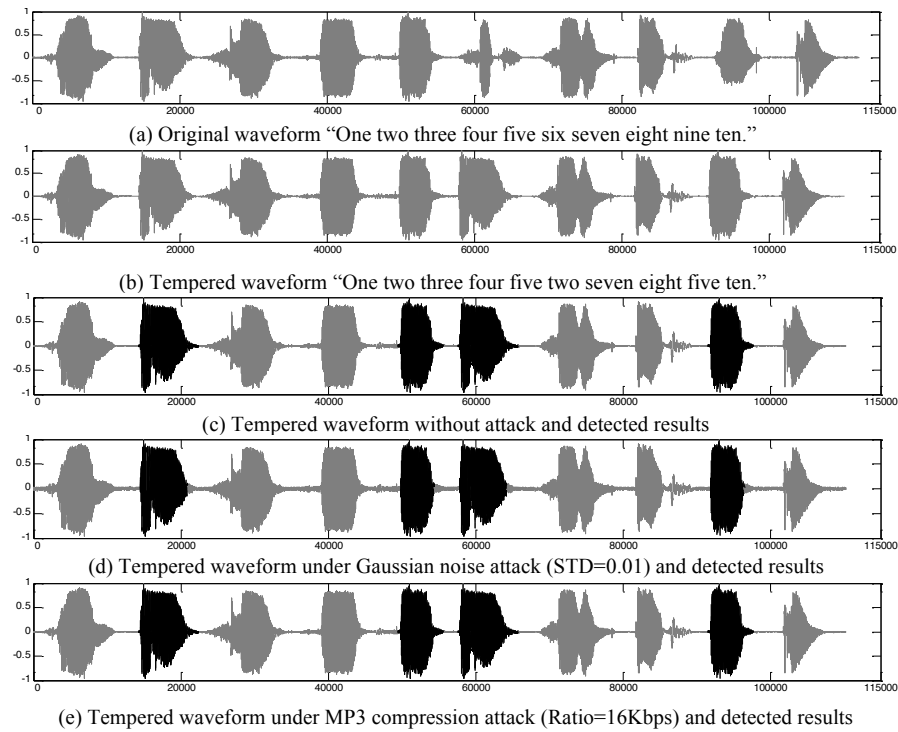 1
0.5
0
-0.5
-1
0 20000 40000 60000 80000 100000 115000
(a) Original waveform “One two three four five six seven eight nine ten.”
1
0.5
0
-0.5
-1
0 20000 40000 60000 80000 100000 115000
(b) Tempered waveform “One two three four five two seven eight five ten.”
1
0.5
0
-0.5
-1
0 20000 40000 60000 80000 100000 115000
(c) Tempered waveform without attack and detected results
1
0.5
0
-0.5
-1
0 20000 40000 60000 80000 100000 115000
(d) Tempered waveform under Gaussian noise attack (STD=0.01) and detected results
1
0.5
0
-0.5
-1
0 20000 40000 60000 80000 100000 115000
(e) Tempered waveform under MP3 compression attack (Ratio=16Kbps) and detected results